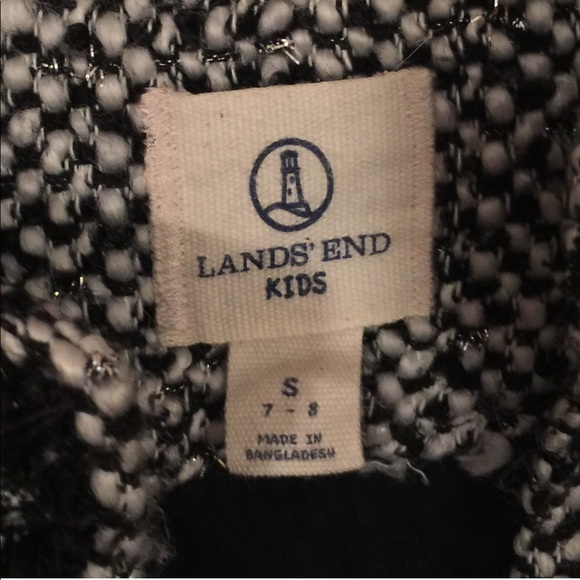 LANDS' END
KIDS
S
7 - 8
MADE IN
BANGLADESH